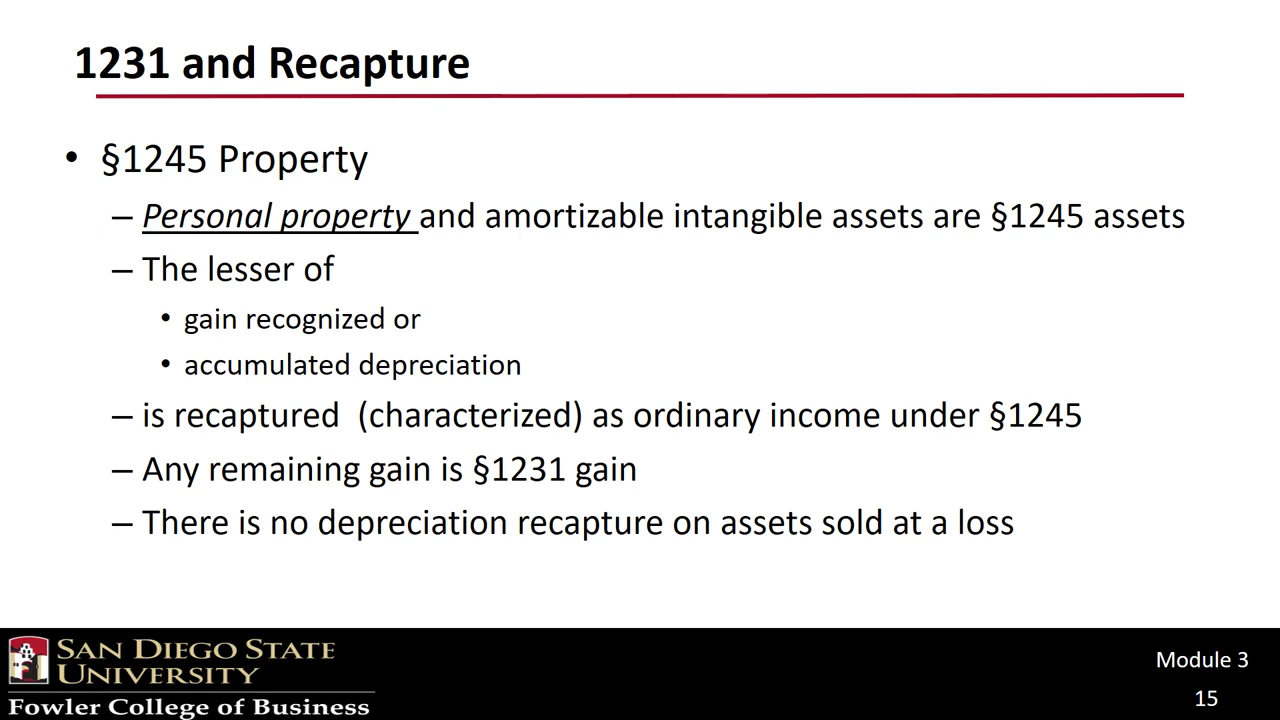 1231 and Recapture
• §1245 Property
– Personal property and amortizable intangible assets are §1245 assets
– The lesser of
• gain recognized or
• accumulated depreciation
– is recaptured  (characterized) as ordinary income under §1245
– Any remaining gain is §1231 gain
– There is no depreciation recapture on assets sold at a loss
SAN DIEGO STATE
UNIVERSITY
Fowler College of Business
Module 3
15